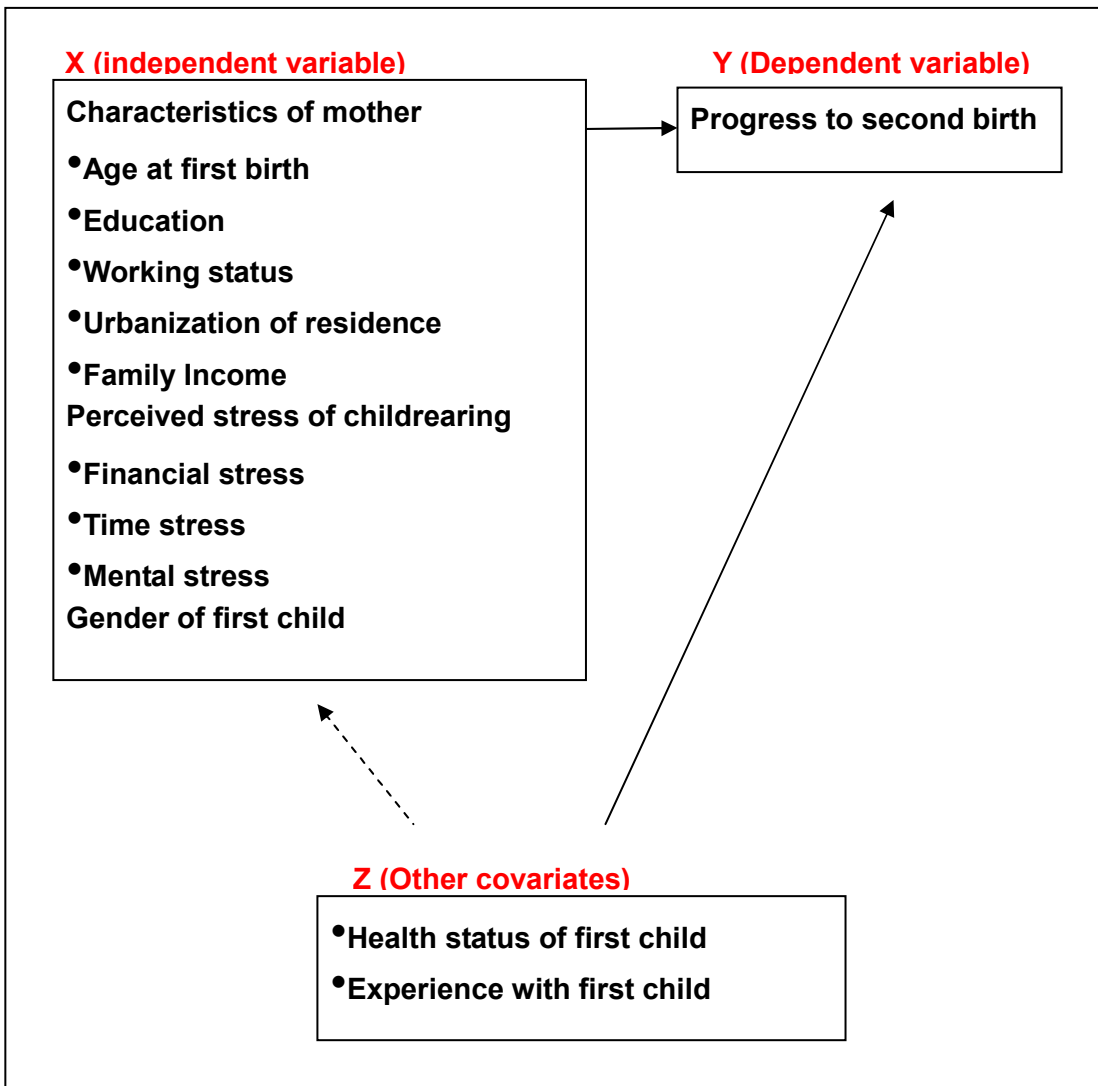 X (independent variable)
Characteristics of mother
•Age at first birth
•Education
•Working status
•Urbanization of residence
•Family Income
Perceived stress of childrearing
•Financial stress
•Time stress
•Mental stress
Gender of first child
Y (Dependent variable)
Progress to second birth
Z (Other covariates)
•Health status of first child
•Experience with first child